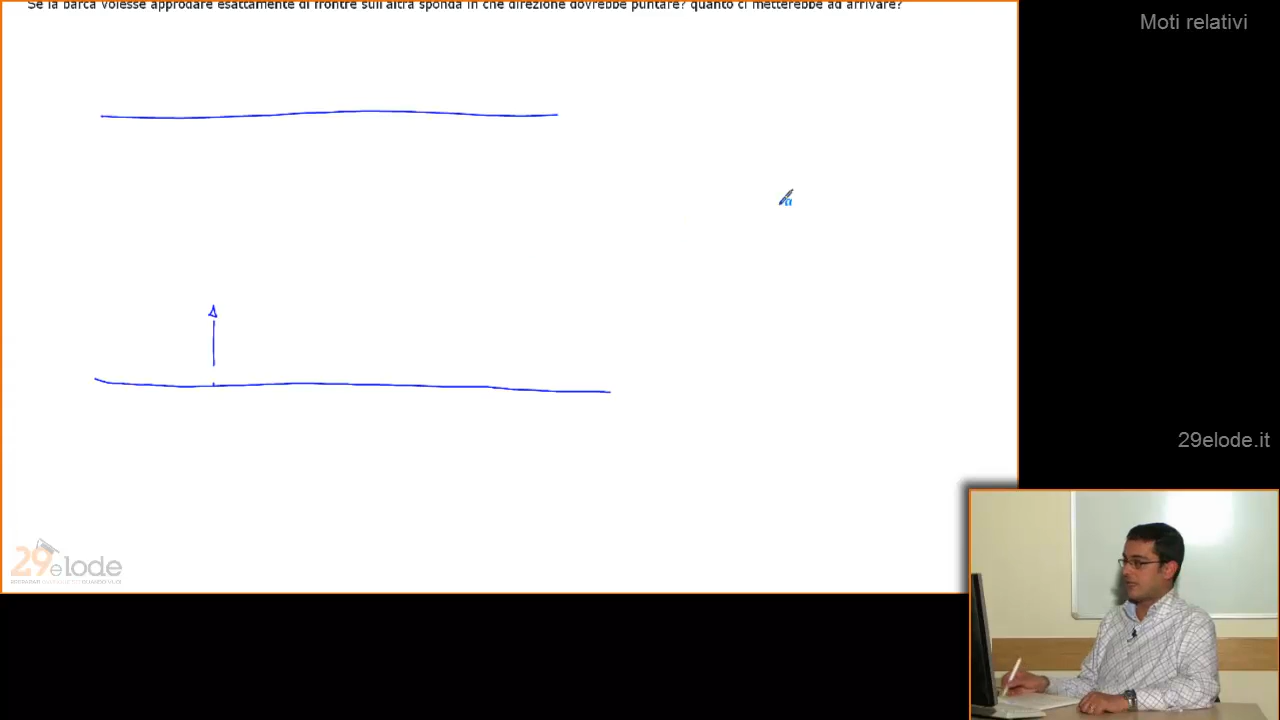 Se la barca volesse approdare esattamente di frontre sull'altra sponda in che direzione dovrebbe puntare? quanto ci metterebbe ad arrivare?
Moti relativi
29elode.it
29elode